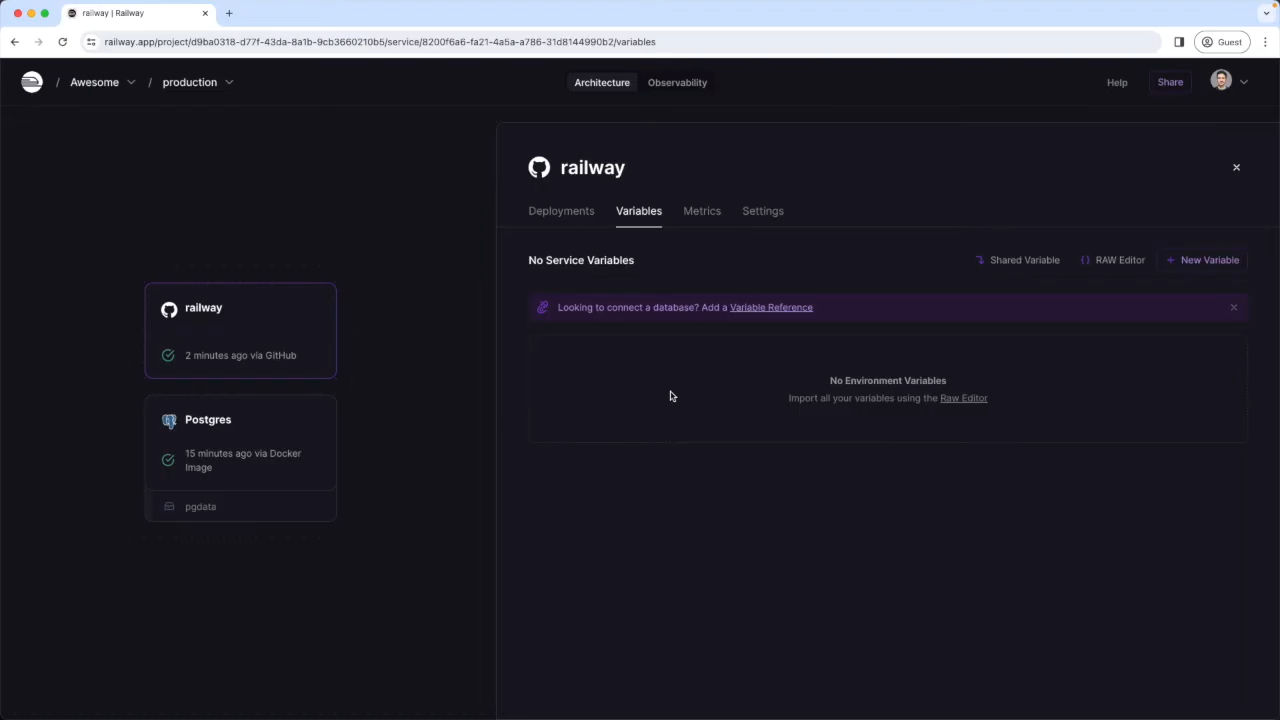 railway | Railway
railway.app/project/d9ba0318-d77f-43da-8a1b-9cb3660210b5/service/8200f6a6-fa21-4a5a-a786-31d8144990b2/variables
Guest
/ Awesome / production
Architecture
Observability
Help
Share
railway
Deployments
Variables
Metrics
Settings
No Service Variables
Shared Variable
{} RAW Editor
+ New Variable
Looking to connect a database? Add a Variable Reference
No Environment Variables
Import all your variables using the Raw Editor
railway
2 minutes ago via GitHub
Postgres
15 minutes ago via Docker
Image
pgdata